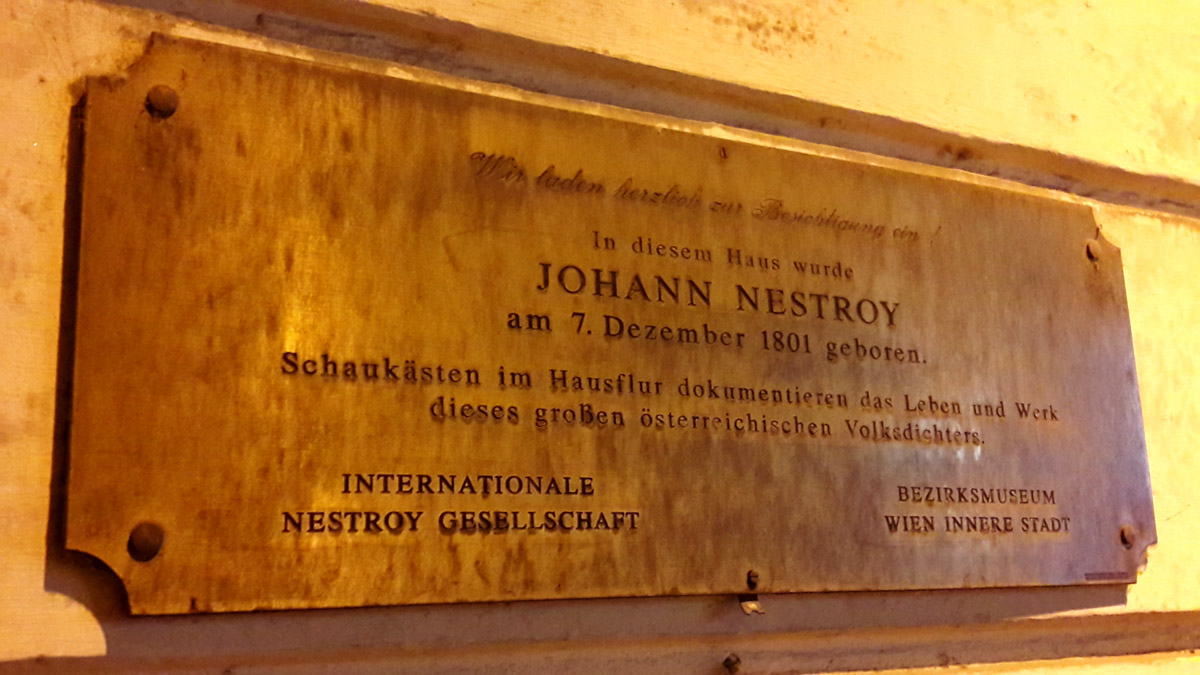 Wir laden herzlich zur Besichtigung ein !
In diesem Haus wurde
JOHANN NESTROY
am 7. Dezember 1801 geboren.
Schaukästen im Hausflur dokumentieren das Leben und Werk
dieses großen österreichischen Volksdichters.
INTERNATIONALE
NESTROY GESELLSCHAFT
BEZIRKSMUSEUM
WIEN INNERE STADT